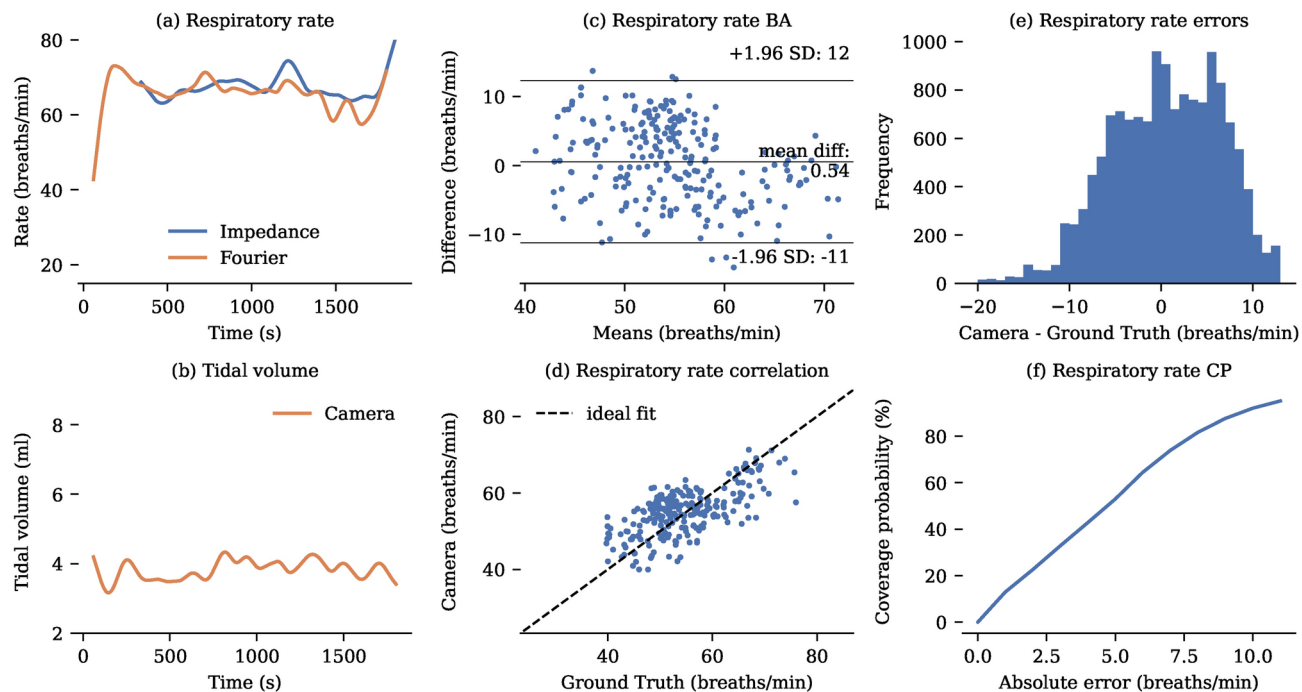 (a) Respiratory rate
80
60
40
20
Rate (breaths/min)
Impedance
Fourier
0
500
1000
1500
Time (s)
(c) Respiratory rate BA
+1.96 SD: 12
mean diff:
0.54
-1.96 SD: -11
10
0
−10
Difference (breaths/min)
40
50
60
70
Means (breaths/min)
(e) Respiratory rate errors
1000
800
600
400
200
0
Frequency
−20
−10
0
10
Camera - Ground Truth (breaths/min)
(b) Tidal volume
Camera
8
6
4
2
Tidal volume (ml)
0
500
1000
1500
Time (s)
(d) Respiratory rate correlation
ideal fit
80
60
40
Camera (breaths/min)
40
60
80
Ground Truth (breaths/min)
(f) Respiratory rate CP
80
60
40
20
0
Coverage probability (%)
0.0
2.5
5.0
7.5
10.0
Absolute error (breaths/min)